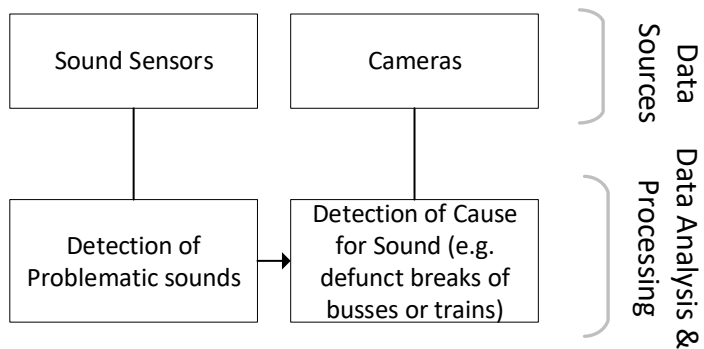 Sound Sensors
Cameras
Data
Sources
Detection of
Problematic sounds
Detection of Cause
for Sound (e.g.
defunct breaks of
busses or trains)
Data Analysis &
Processing